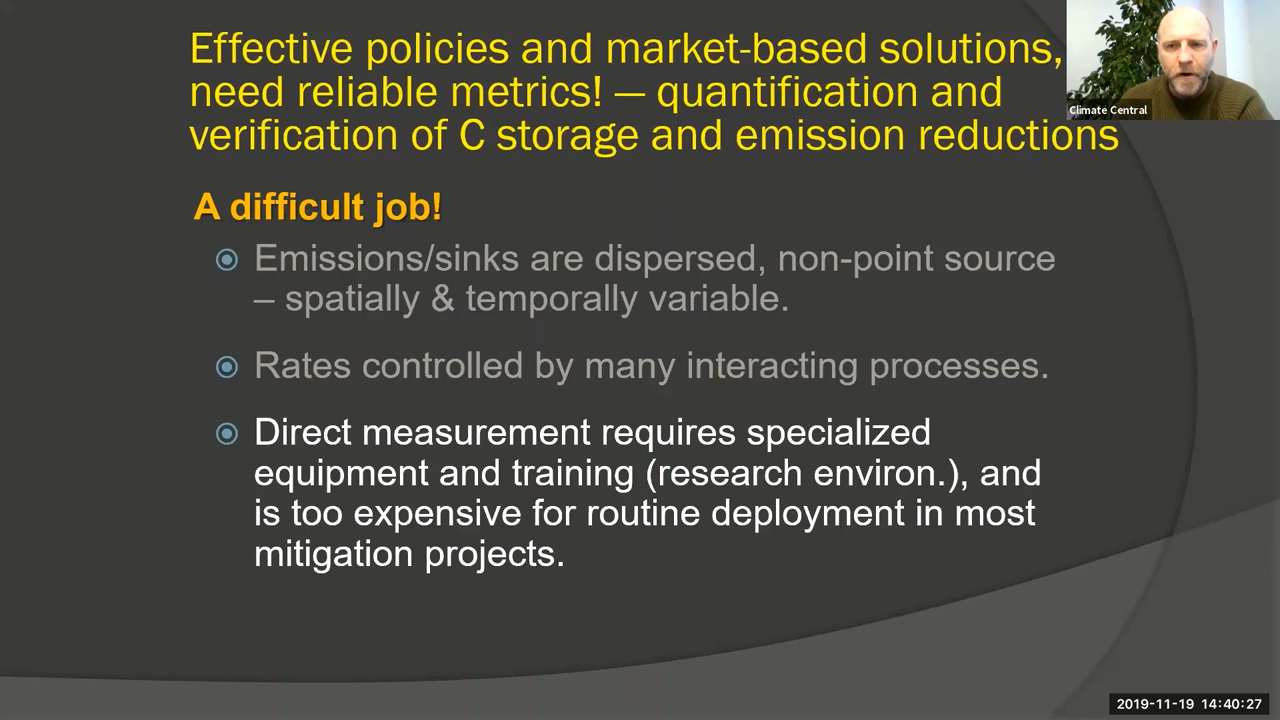 Effective policies and market-based solutions,
need reliable metrics! — quantification and
verification of C storage and emission reductions
Climate Central
A difficult job!
Emissions/sinks are dispersed, non-point source
– spatially & temporally variable.
Rates controlled by many interacting processes.
Direct measurement requires specialized
equipment and training (research environ.), and
is too expensive for routine deployment in most
mitigation projects.
2019-11-19 14:40:27